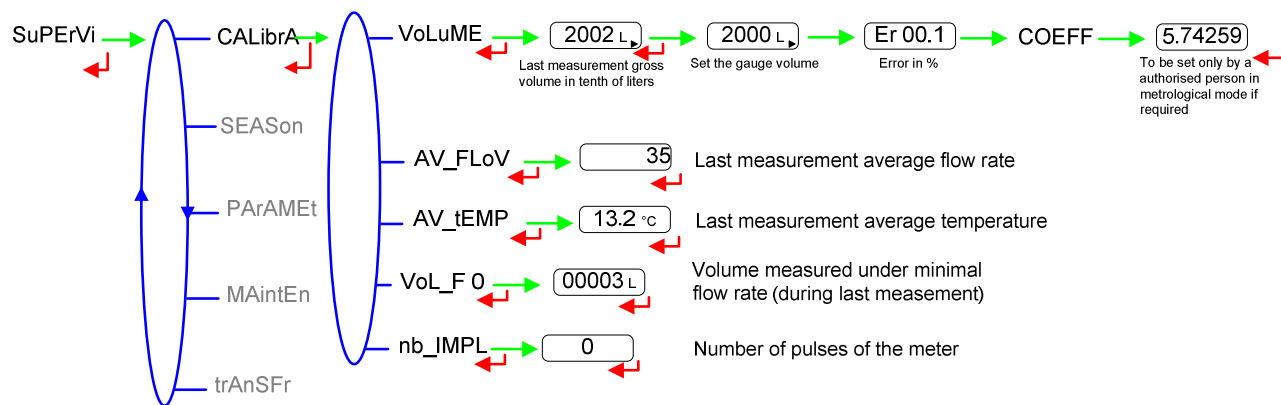 SuPErVi
CALibrA
VoLuME
2002 L
2000 L
Er 00.1
COEFF
5.74259
Last measurement gross
volume in tenth of liters
Set the gauge volume
Error in %
To be set only by a
authorised person in
metrological mode if
required
SEASon
AV_FLoV
35
Last measurement average flow rate
PArAMEt
AV_tEMP
13.2 °C
Last measurement average temperature
VoL_F 0
00003 L
Volume measured under minimal
flow rate (during last measement)
MAintEn
nb_IMPL
0
Number of pulses of the meter
trAnSFr